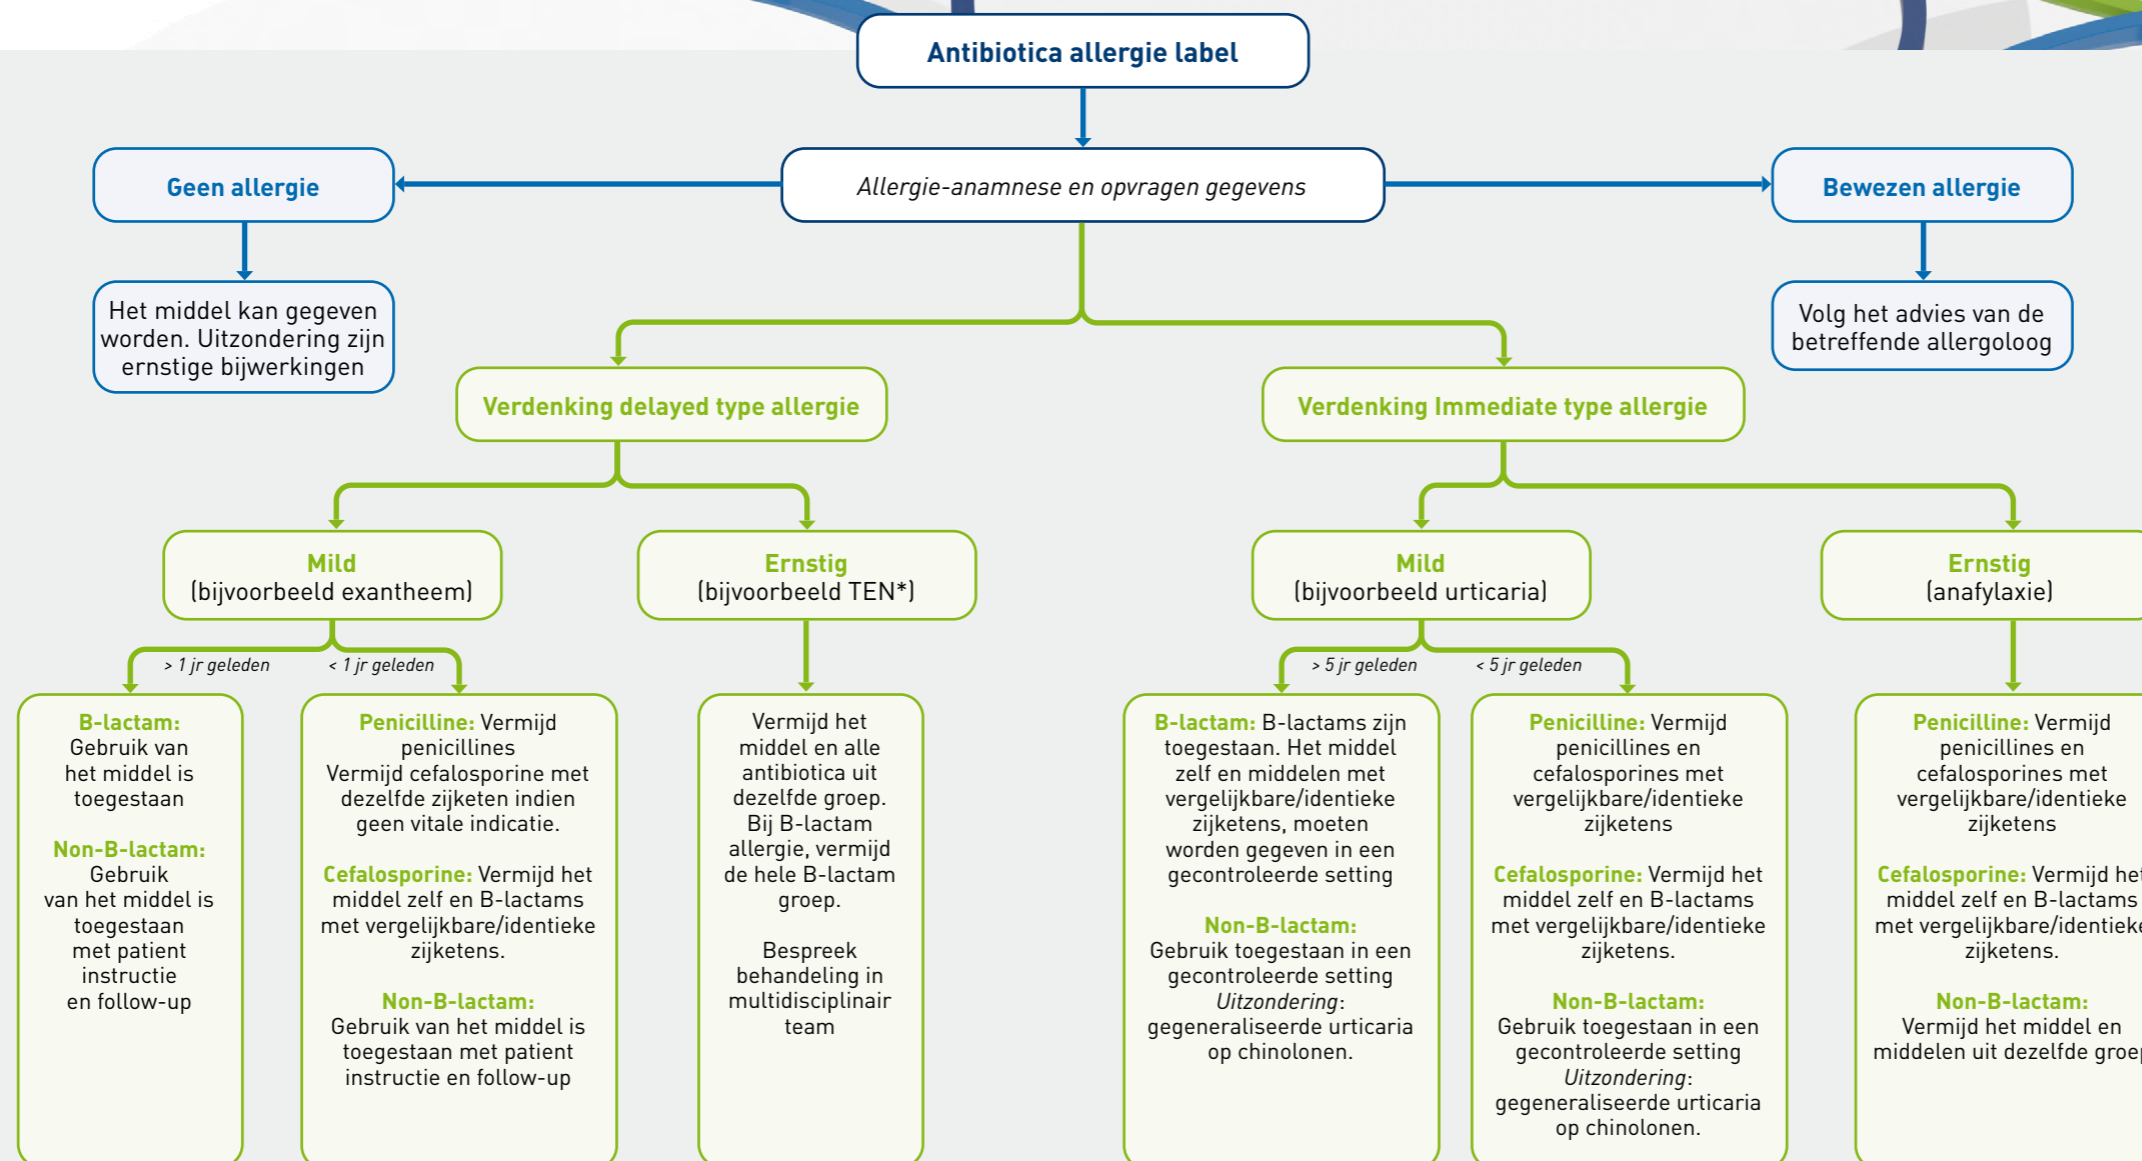 Antibiotica allergie label
Geen allergie
Allergie-anamnese en opvragen gegevens
Bewezen allergie
Het middel kan gegeven
worden. Uitzondering zijn
ernstige bijwerkingen
Volg het advies van de
betreffende allergoloog
Verdenking delayed type allergie
Verdenking Immediate type allergie
Mild
(bijvoorbeeld exantheem)
Ernstig
(bijvoorbeeld TEN*)
Mild
(bijvoorbeeld urticaria)
Ernstig
(anafylaxie)
> 1 jr geleden
< 1 jr geleden
> 5 jr geleden
< 5 jr geleden
B-lactam:
Gebruik van
het middel is
toegestaan
Non-B-lactam:
Gebruik
van het middel is
toegestaan
met patient
instructie
en follow-up
Penicilline: Vermijd
penicillines
Vermijd cefalosporine met
dezelfde zijketen indien
geen vitale indicatie.
Cefalosporine: Vermijd het
middel zelf en B-lactams
met vergelijkbare/identieke
zijketens.
Non-B-lactam:
Gebruik van het middel is
toegestaan met patient
instructie en follow-up
Vermijd het
middel en alle
antibiotica uit
dezelfde groep.
Bij B-lactam
allergie, vermijd
de hele B-lactam
groep.
Bespreek
behandeling in
multidisciplinair
team
B-lactam: B-lactams zijn
toegestaan. Het middel
zelf en middelen met
vergelijkbare/identieke
zijketens, moeten
worden gegeven in een
gecontroleerde setting
Non-B-lactam:
Gebruik toegestaan in een
gecontroleerde setting
Uitzondering:
gegeneraliseerde urticaria
op chinolonen.
Penicilline: Vermijd
penicillines en
cefalosporines met
vergelijkbare/identieke
zijketens
Cefalosporine: Vermijd het
middel zelf en B-lactams
met vergelijkbare/identieke
zijketens.
Non-B-lactam:
Gebruik toegestaan in een
gecontroleerde setting
Uitzondering:
gegeneraliseerde urticaria
op chinolonen.
Penicilline: Vermijd
penicillines en
cefalosporines met
vergelijkbare/identieke
zijketens
Cefalosporine: Vermijd het
middel zelf en B-lactams
met vergelijkbare/identieke
zijketens.
Non-B-lactam:
Vermijd het middel en
middelen uit dezelfde groep